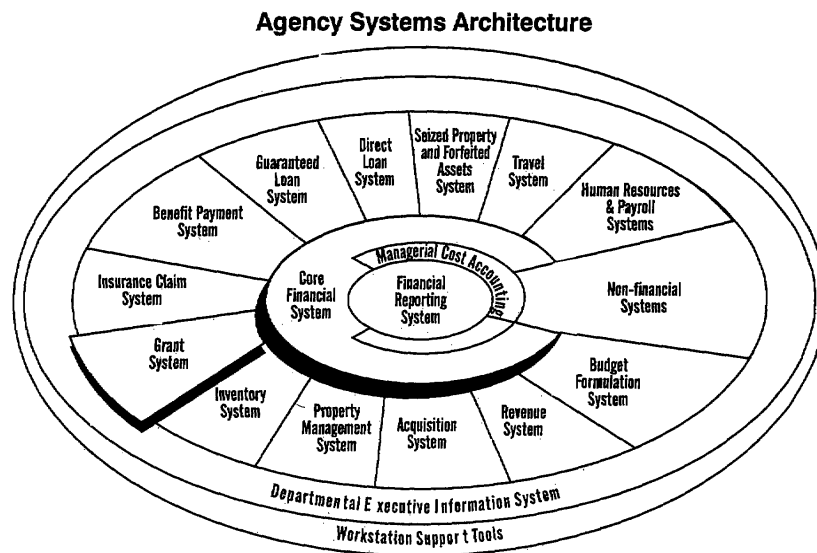 Agency Systems Architecture
Direct
Loan
System
Seized Property
and Forfeited
Assets
System
Travel
System
Guaranteed
Loan
System
Human Resources
& Payroll
Systems
Benefit Payment
System
Managerial Cost Accounting
Insurance Claim
System
Core
Financial
System
Financial
Reporting
System
Non-financial
Systems
Grant
System
Budget
Formulation
System
Inventory
System
Property
Management
System
Acquisition
System
Revenue
System
Departmental Executive Information System
Workstation Support Tools